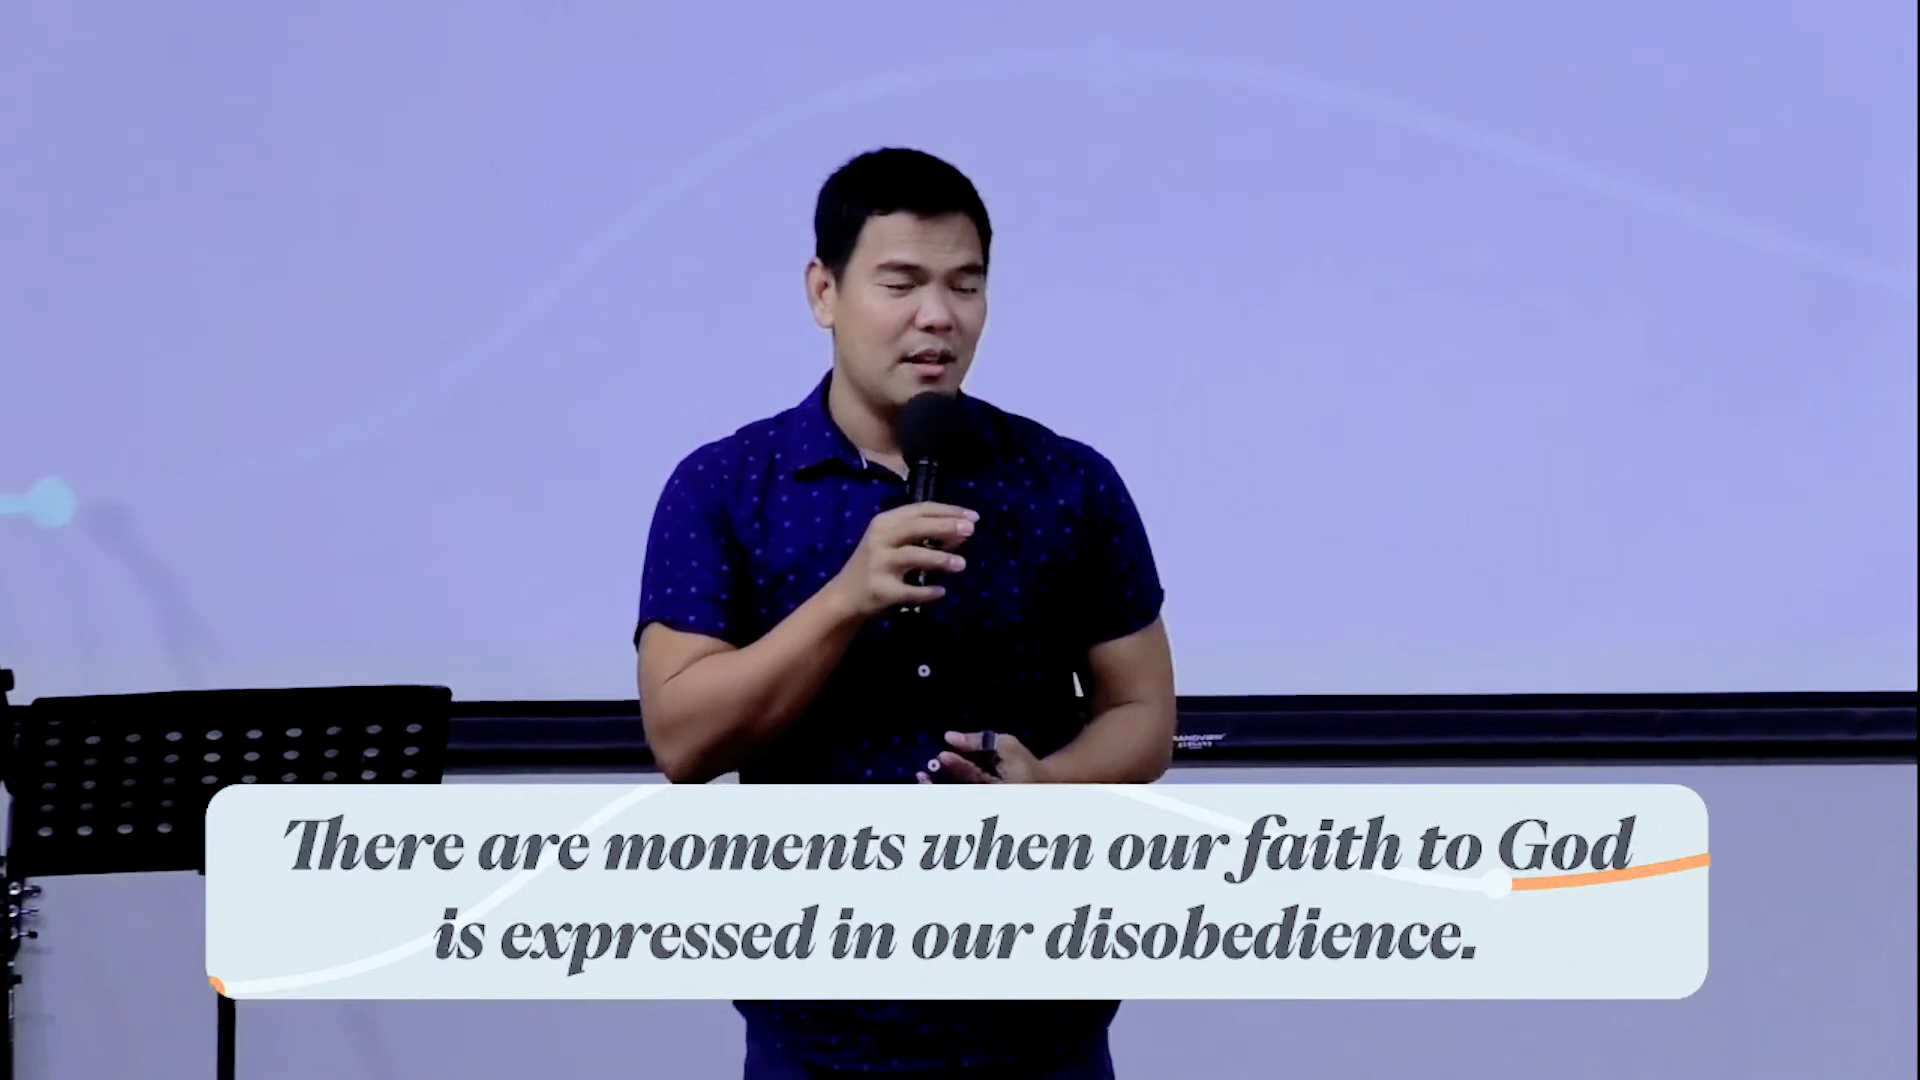 There are moments when our faith to God
is expressed in our disobedience.